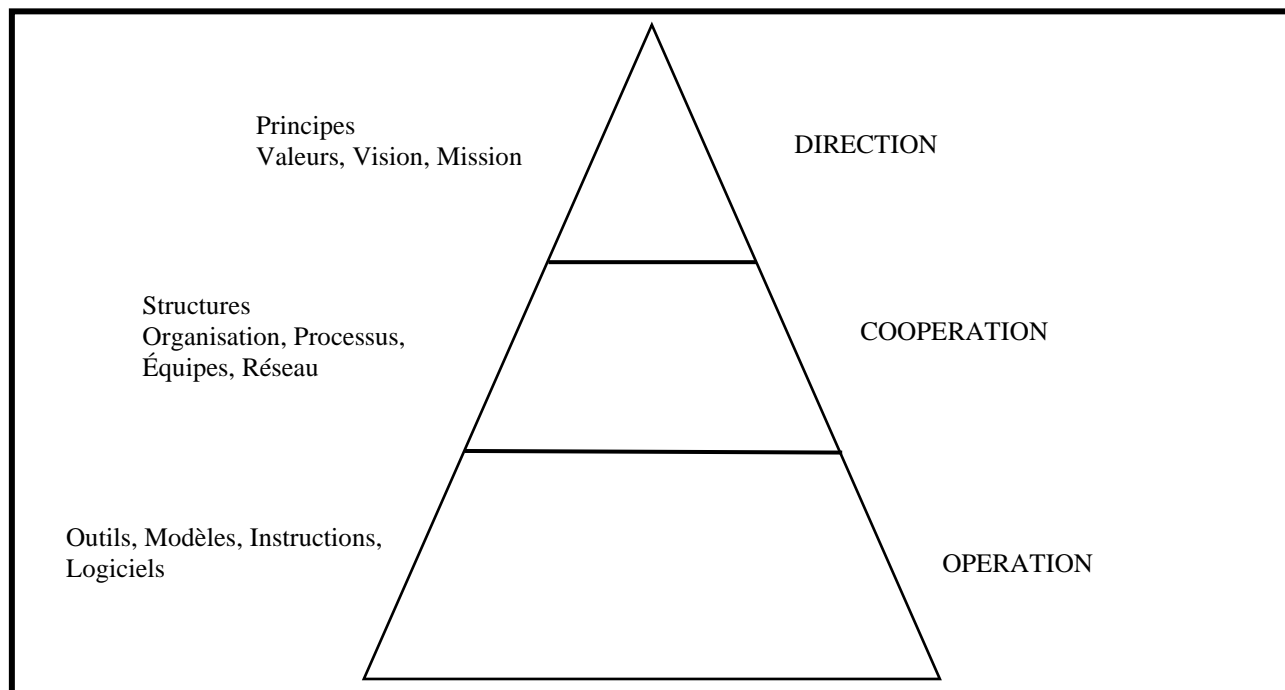 Principes
Valeurs, Vision, Mission
DIRECTION
Structures
Organisation, Processus,
Équipes, Réseau
COOPERATION
Outils, Modèles, Instructions,
Logiciels
OPERATION